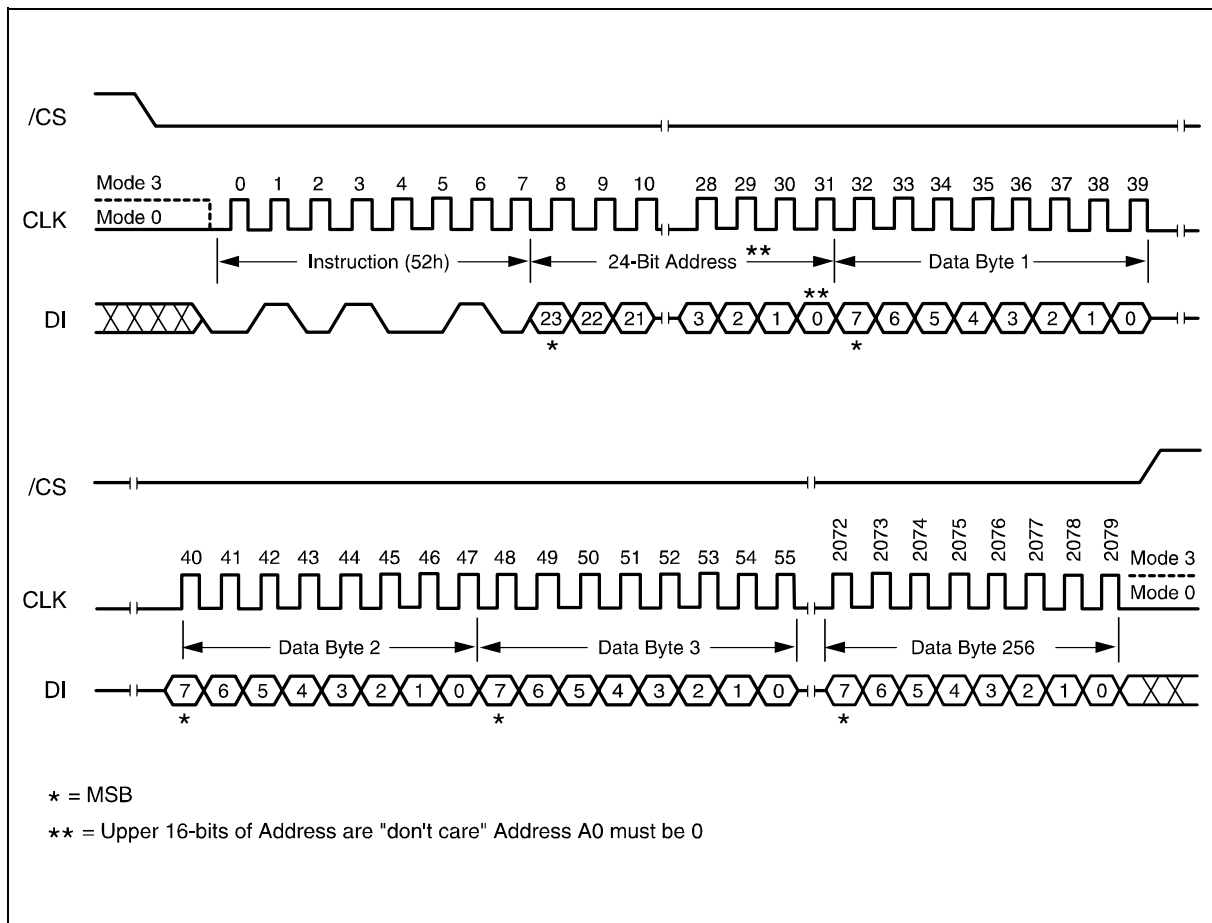 /CS
Mode 3
0 1 2 3 4 5 6 7 8 9 10 28 29 30 31 32 33 34 35 36 37 38 39
CLK
Mode 0
Instruction (52h) 24-Bit Address ** Data Byte 1
**
DI
23 22 21 3 2 1 0 7 6 5 4 3 2 1 0
* *
/CS
40 41 42 43 44 45 46 47 48 49 50 51 52 53 54 55 2072 2073 2074 2075 2076 2077 2078 2079
Mode 3
CLK
Mode 0
Data Byte 2 Data Byte 3 Data Byte 256
DI
7 6 5 4 3 2 1 0 7 6 5 4 3 2 1 0 7 6 5 4 3 2 1 0
* * *
* = MSB
** = Upper 16-bits of Address are "don't care" Address A0 must be 0